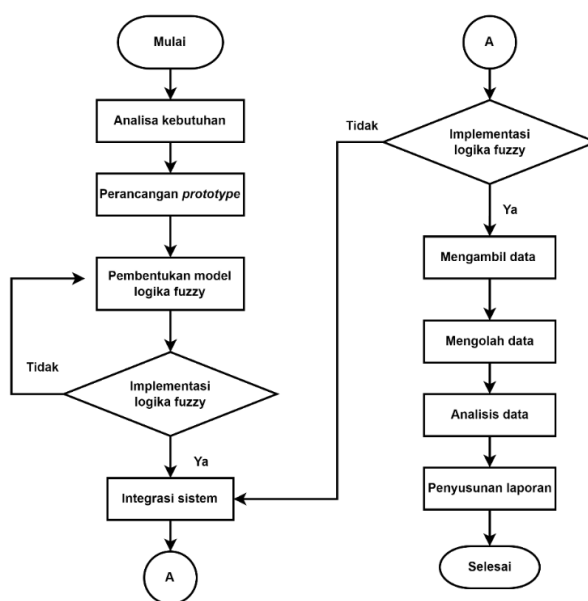 Mulai
Analisa kebutuhan
Perancangan prototype
Pembentukan model
logika fuzzy
Tidak
Implementasi
logika fuzzy
Ya
Integrasi sistem
A
A
Tidak
Implementasi
logika fuzzy
Ya
Mengambil data
Mengolah data
Analisis data
Penyusunan laporan
Selesai